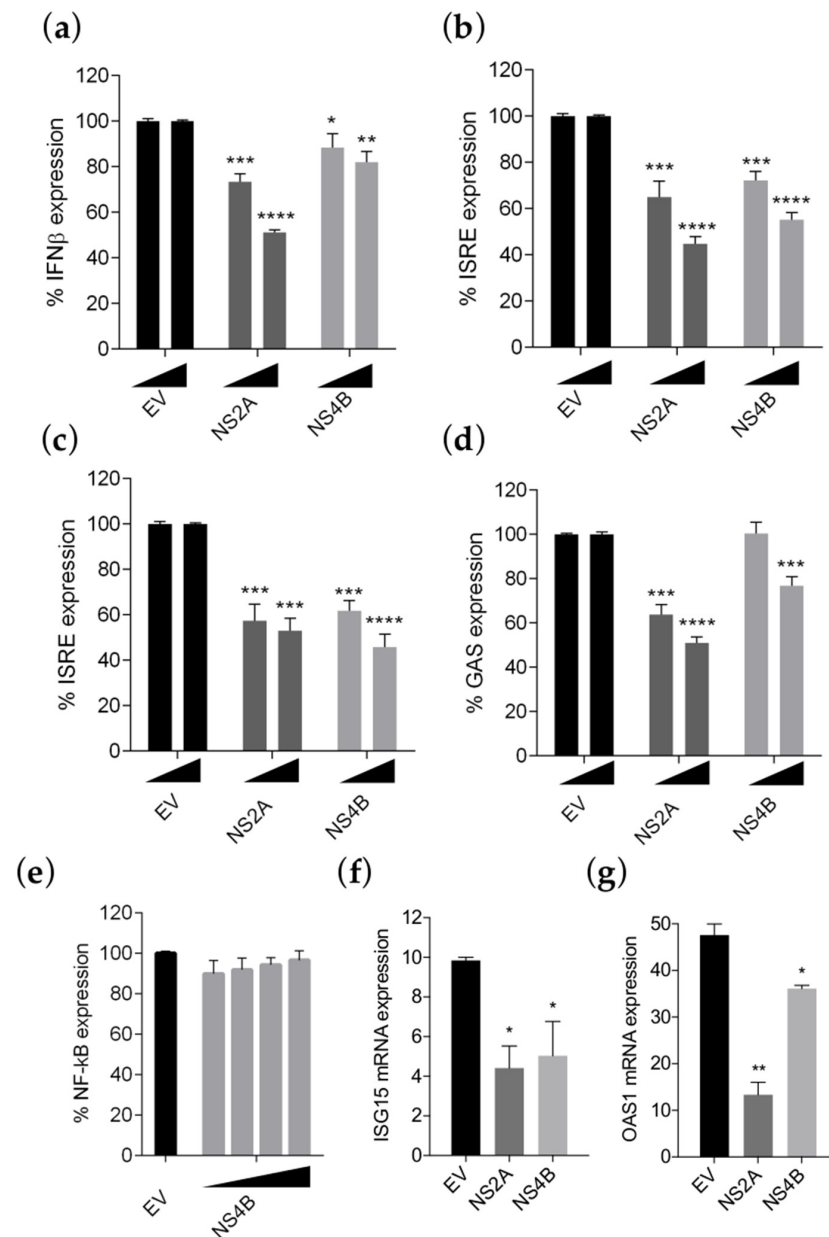 (a)
% IFNβ expression
120
100
80
60
40
20
0
***
****
*
**
EV
NS2A
NS4B
(b)
% ISRE expression
120
100
80
60
40
20
0
***
****
***
****
EV
NS2A
NS4B
(c)
% ISRE expression
120
100
80
60
40
20
0
***
***
***
****
EV
NS2A
NS4B
(d)
% GAS expression
120
100
80
60
40
20
0
***
****
***
EV
NS2A
NS4B
(e)
% NF-kB expression
120
100
80
60
40
20
0
EV
NS4B
(f)
ISG15 mRNA expression
12
10
8
6
4
2
0
*
*
EV
NS2A
NS4B
(g)
OAS1 mRNA expression
50
40
30
20
10
0
**
*
EV
NS2A
NS4B